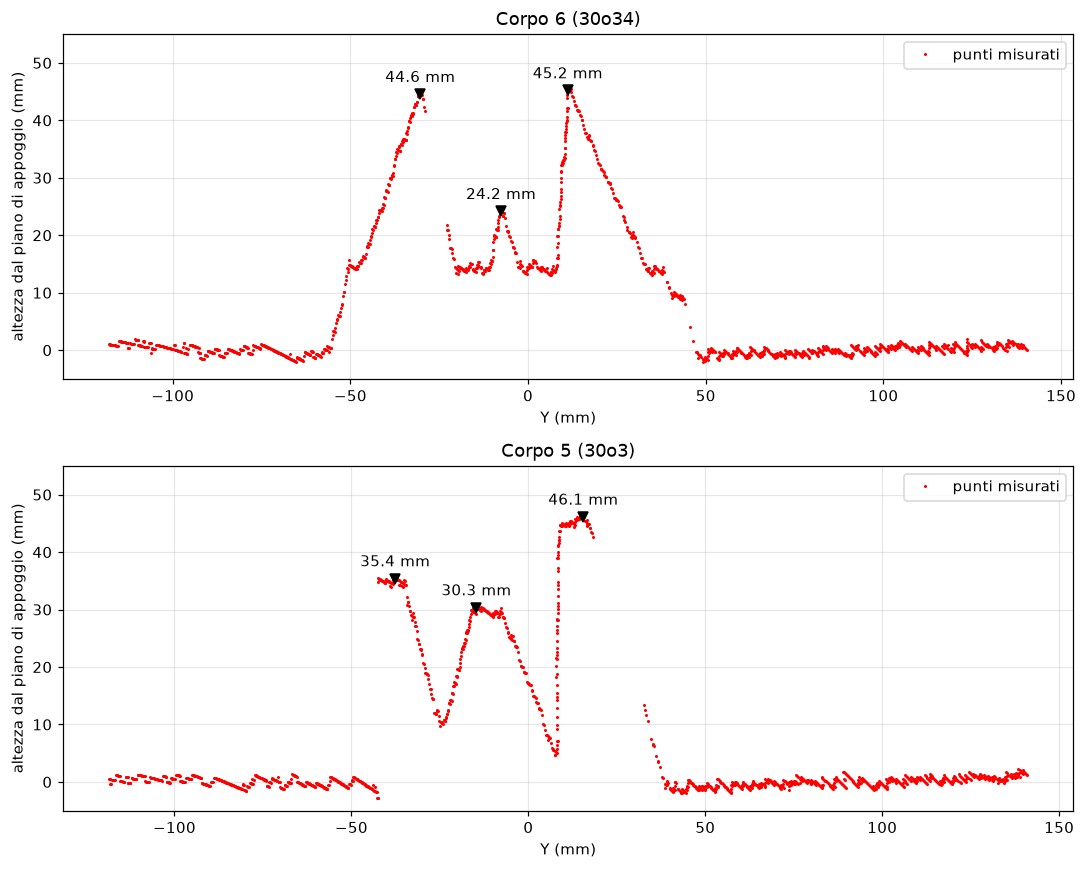 Corpo 6 (30o34)
punti misurati
44.6 mm
45.2 mm
24.2 mm
altezza dal piano di appoggio (mm)
50
40
30
20
10
0
−100
−50
0
50
100
150
Y (mm)
Corpo 5 (30o3)
punti misurati
46.1 mm
35.4 mm
30.3 mm
altezza dal piano di appoggio (mm)
50
40
30
20
10
0
−100
−50
0
50
100
150
Y (mm)